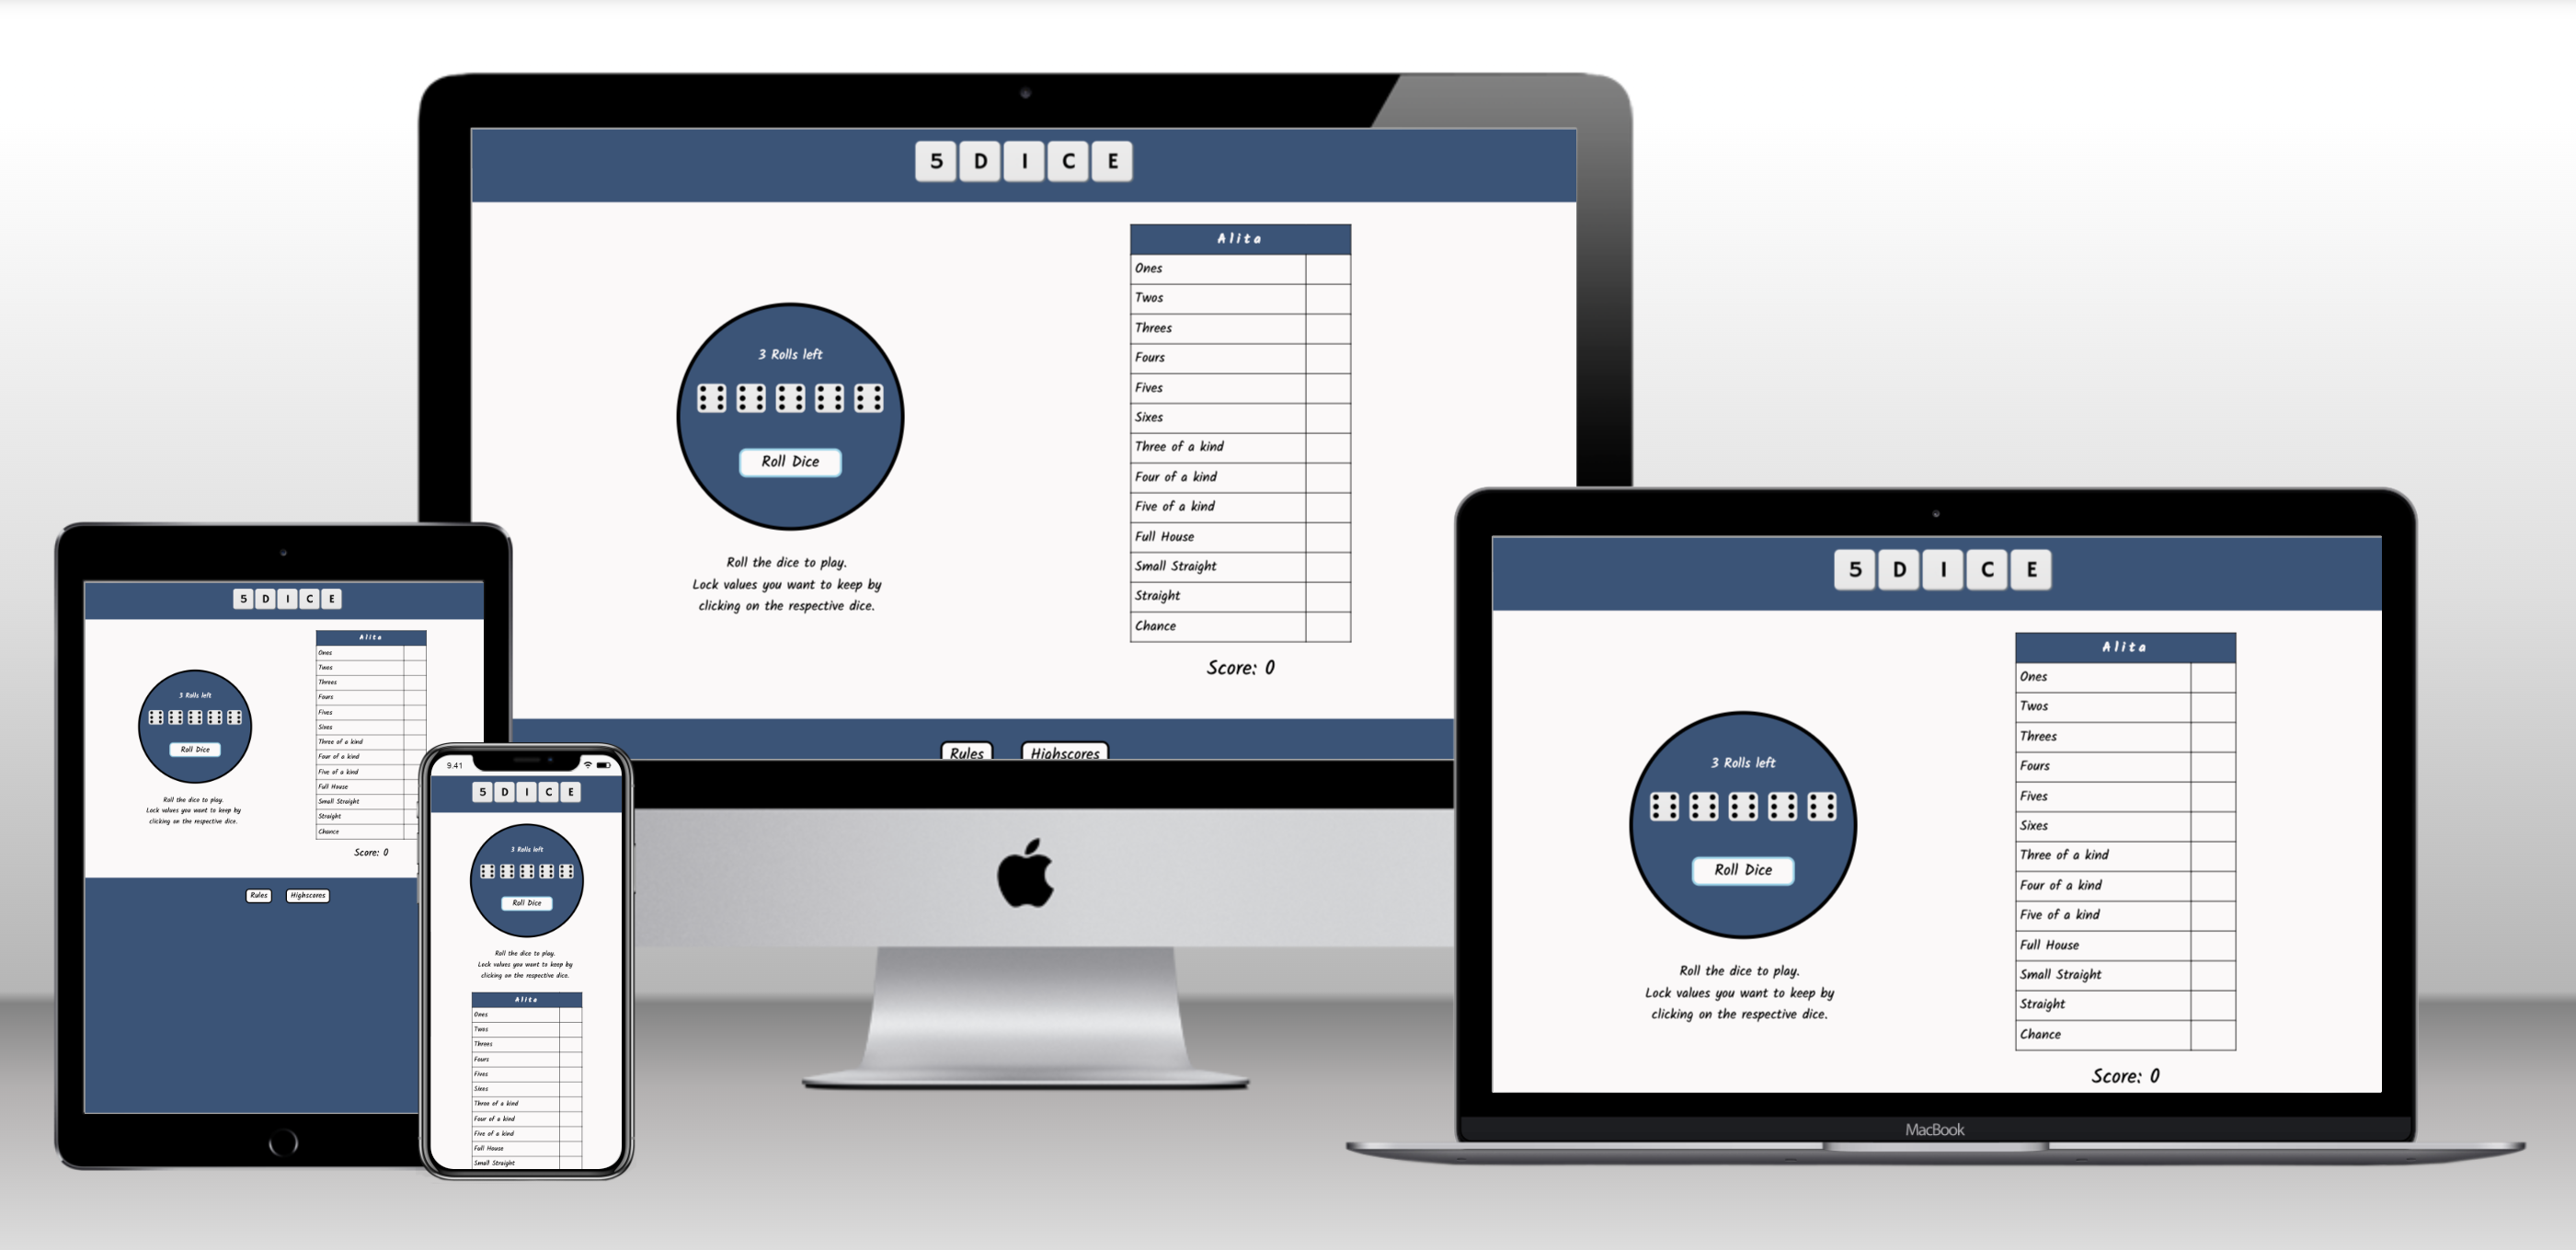 5 D I C E
3 Rolls left
Roll Dice
Roll the dice to play.
Lock values you want to keep by
clicking on the respective dice.
Alita
Ones
Twos
Threes
Fours
Fives
Sixes
Three of a kind
Four of a kind
Five of a kind
Full House
Small Straight
Straight
Chance
Score: 0
Rules Highscores
5 D I C E
3 Rolls left
Roll Dice
Roll the dice to play.
Lock values you want to keep by
clicking on the respective dice.
Alita
Ones
Twos
Threes
Fours
Fives
Sixes
Three of a kind
Four of a kind
Five of a kind
Full House
Small Straight
Straight
Chance
Score: 0
Rules Highscores
9:41
5 D I C E
3 Rolls left
Roll Dice
Roll the dice to play.
Lock values you want to keep by
clicking on the respective dice.
Alita
Ones
Twos
Threes
Fours
Fives
Sixes
Three of a kind
Four of a kind
Five of a kind
Full House
Small Straight
5 D I C E
3 Rolls left
Roll Dice
Roll the dice to play.
Lock values you want to keep by
clicking on the respective dice.
Alita
Ones
Twos
Threes
Fours
Fives
Sixes
Three of a kind
Four of a kind
Five of a kind
Full House
Small Straight
Straight
Chance
Score: 0
MacBook